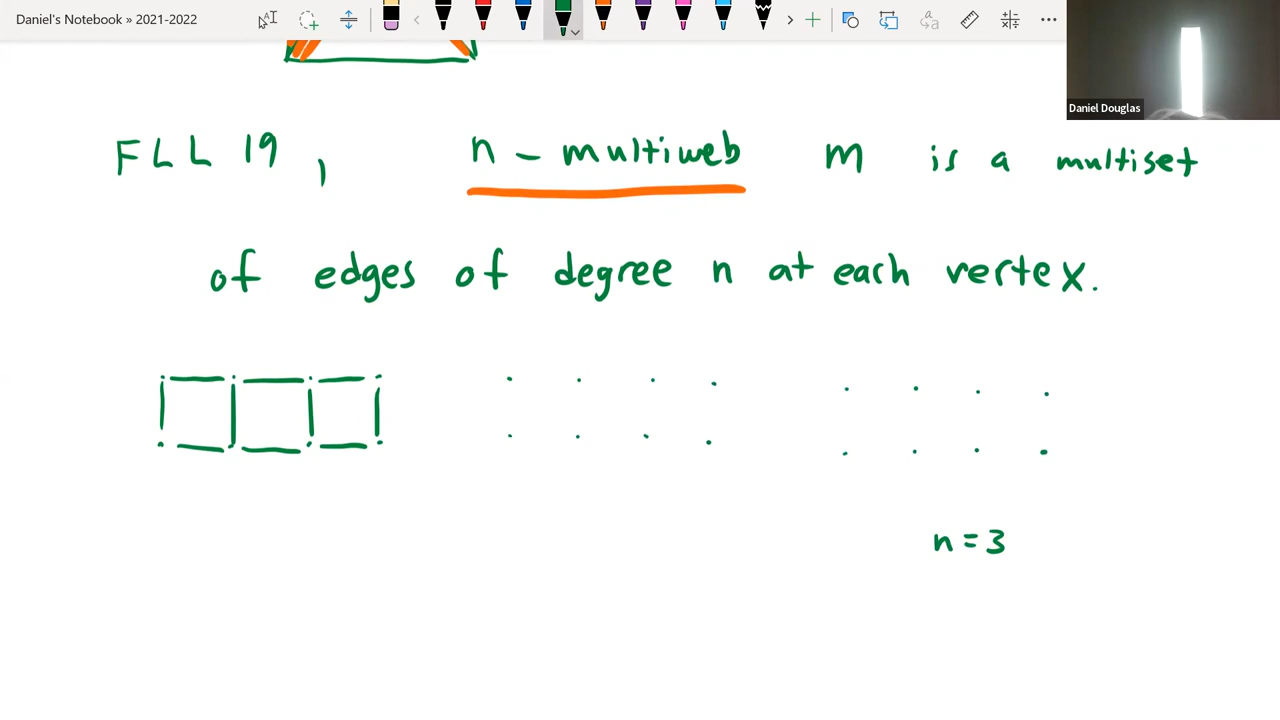 Daniel's Notebook » 2021-2022
Daniel Douglas
FLL 19, n - multiweb m is a multiset
of edges of degree n at each vertex.
n = 3